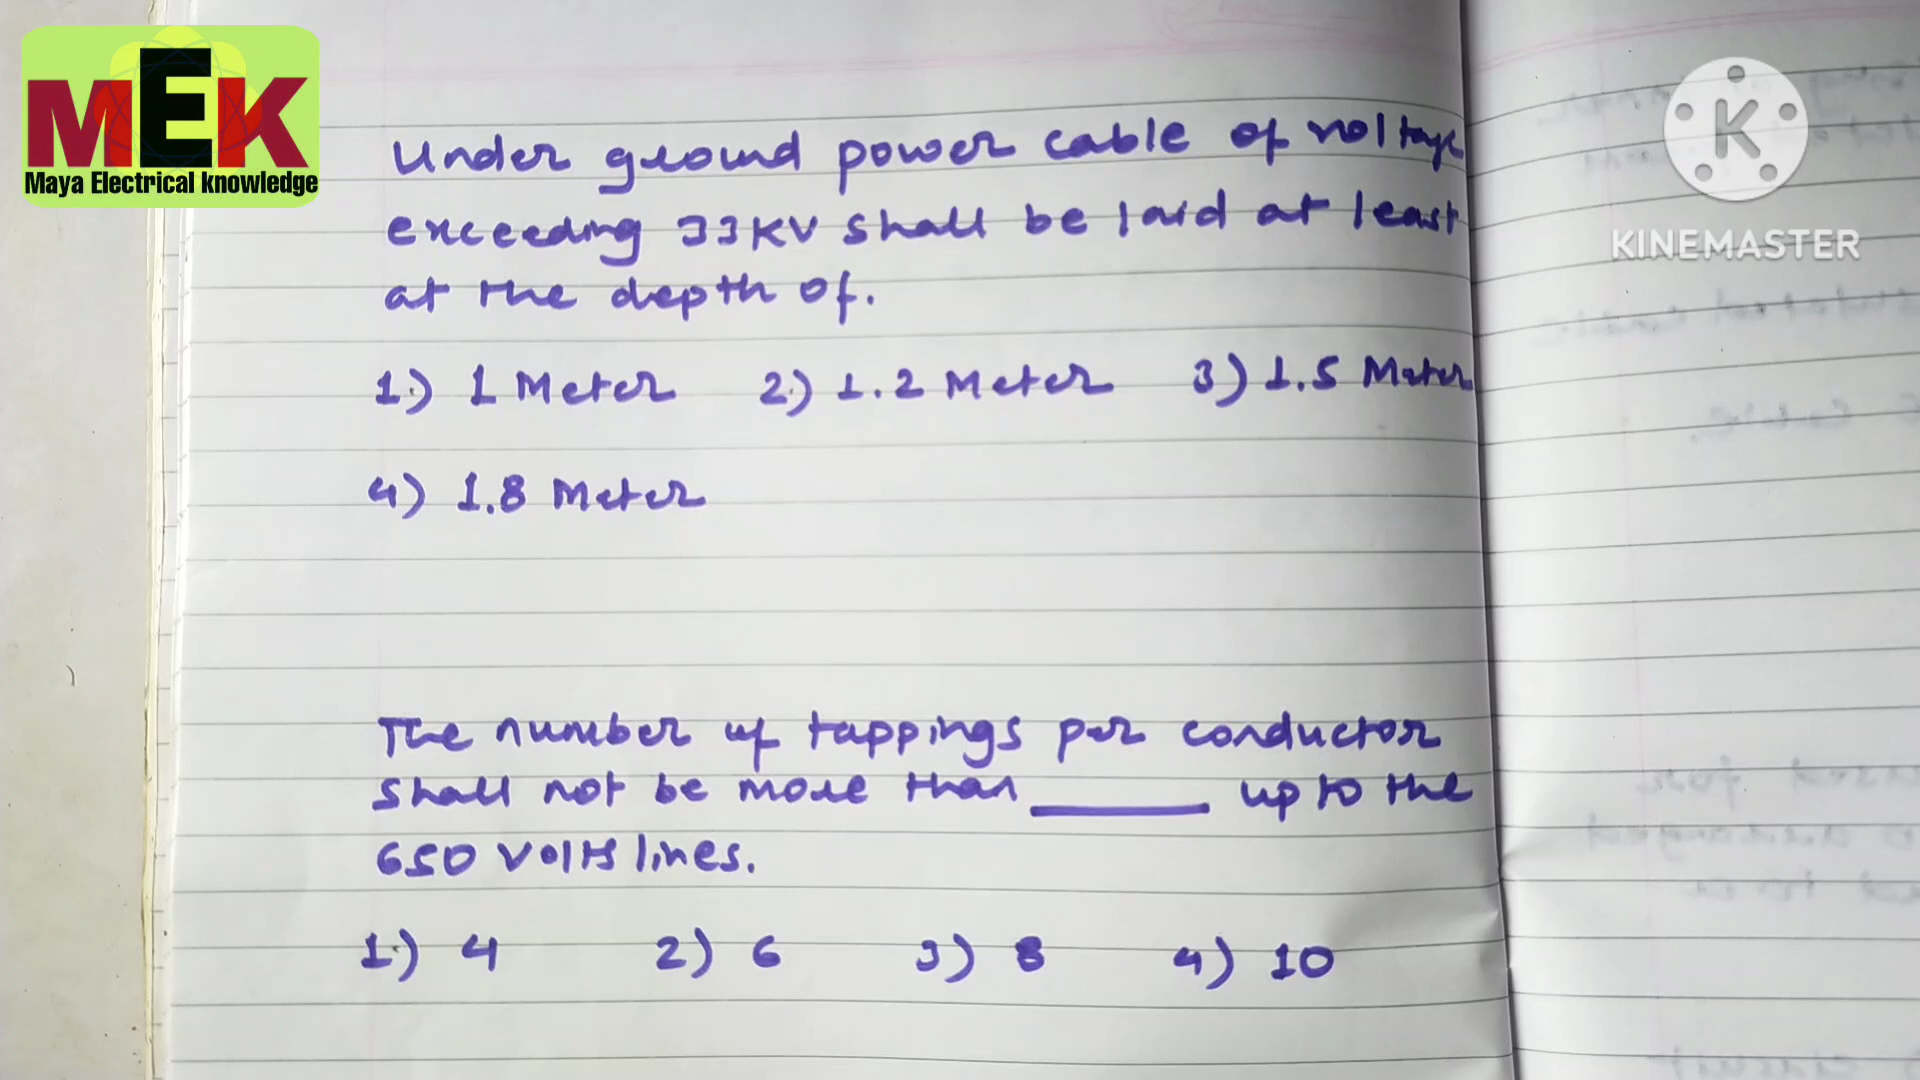 MEK
Maya Electrical knowledge
K
KINEMASTER
Under ground power cable of voltage
exceeding 33KV shall be laid at least
at the depth of.
1.) 1 Meter 2.) 1.2 Meter 3) 1.5 Meter
4) 1.8 Meter
The number of tappings per conductor
shall not be more than ______ up to the
650 Volts lines.
1.) 4 2) 6 3) 8 4) 10